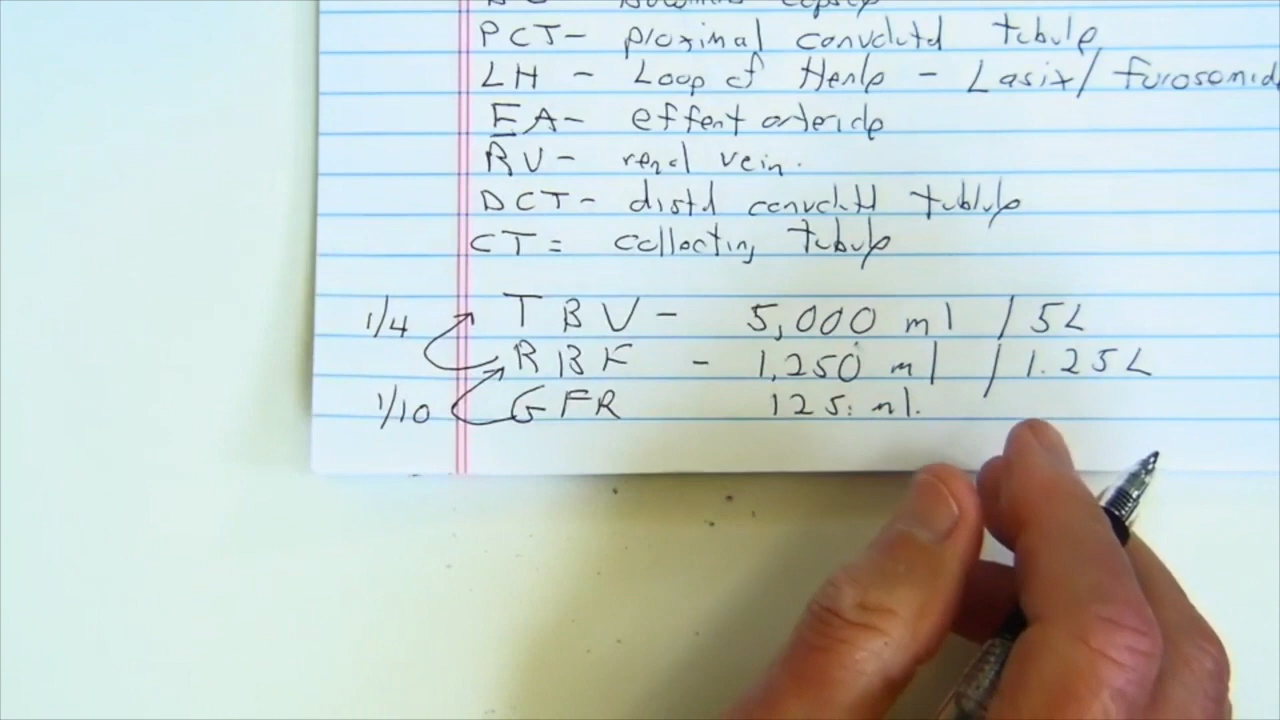 PCT- proximal convoluted tubule
LH - Loop of Henle - Lasix/furosomid
EA- effent arteriole
RV- renal vein.
DCT- distal convoluted tublule
CT= collecting tubule
1/4 TBV- 5,000 ml /5L
RBF - 1,250 ml /1.25L
1/10 GFR 125. ml.